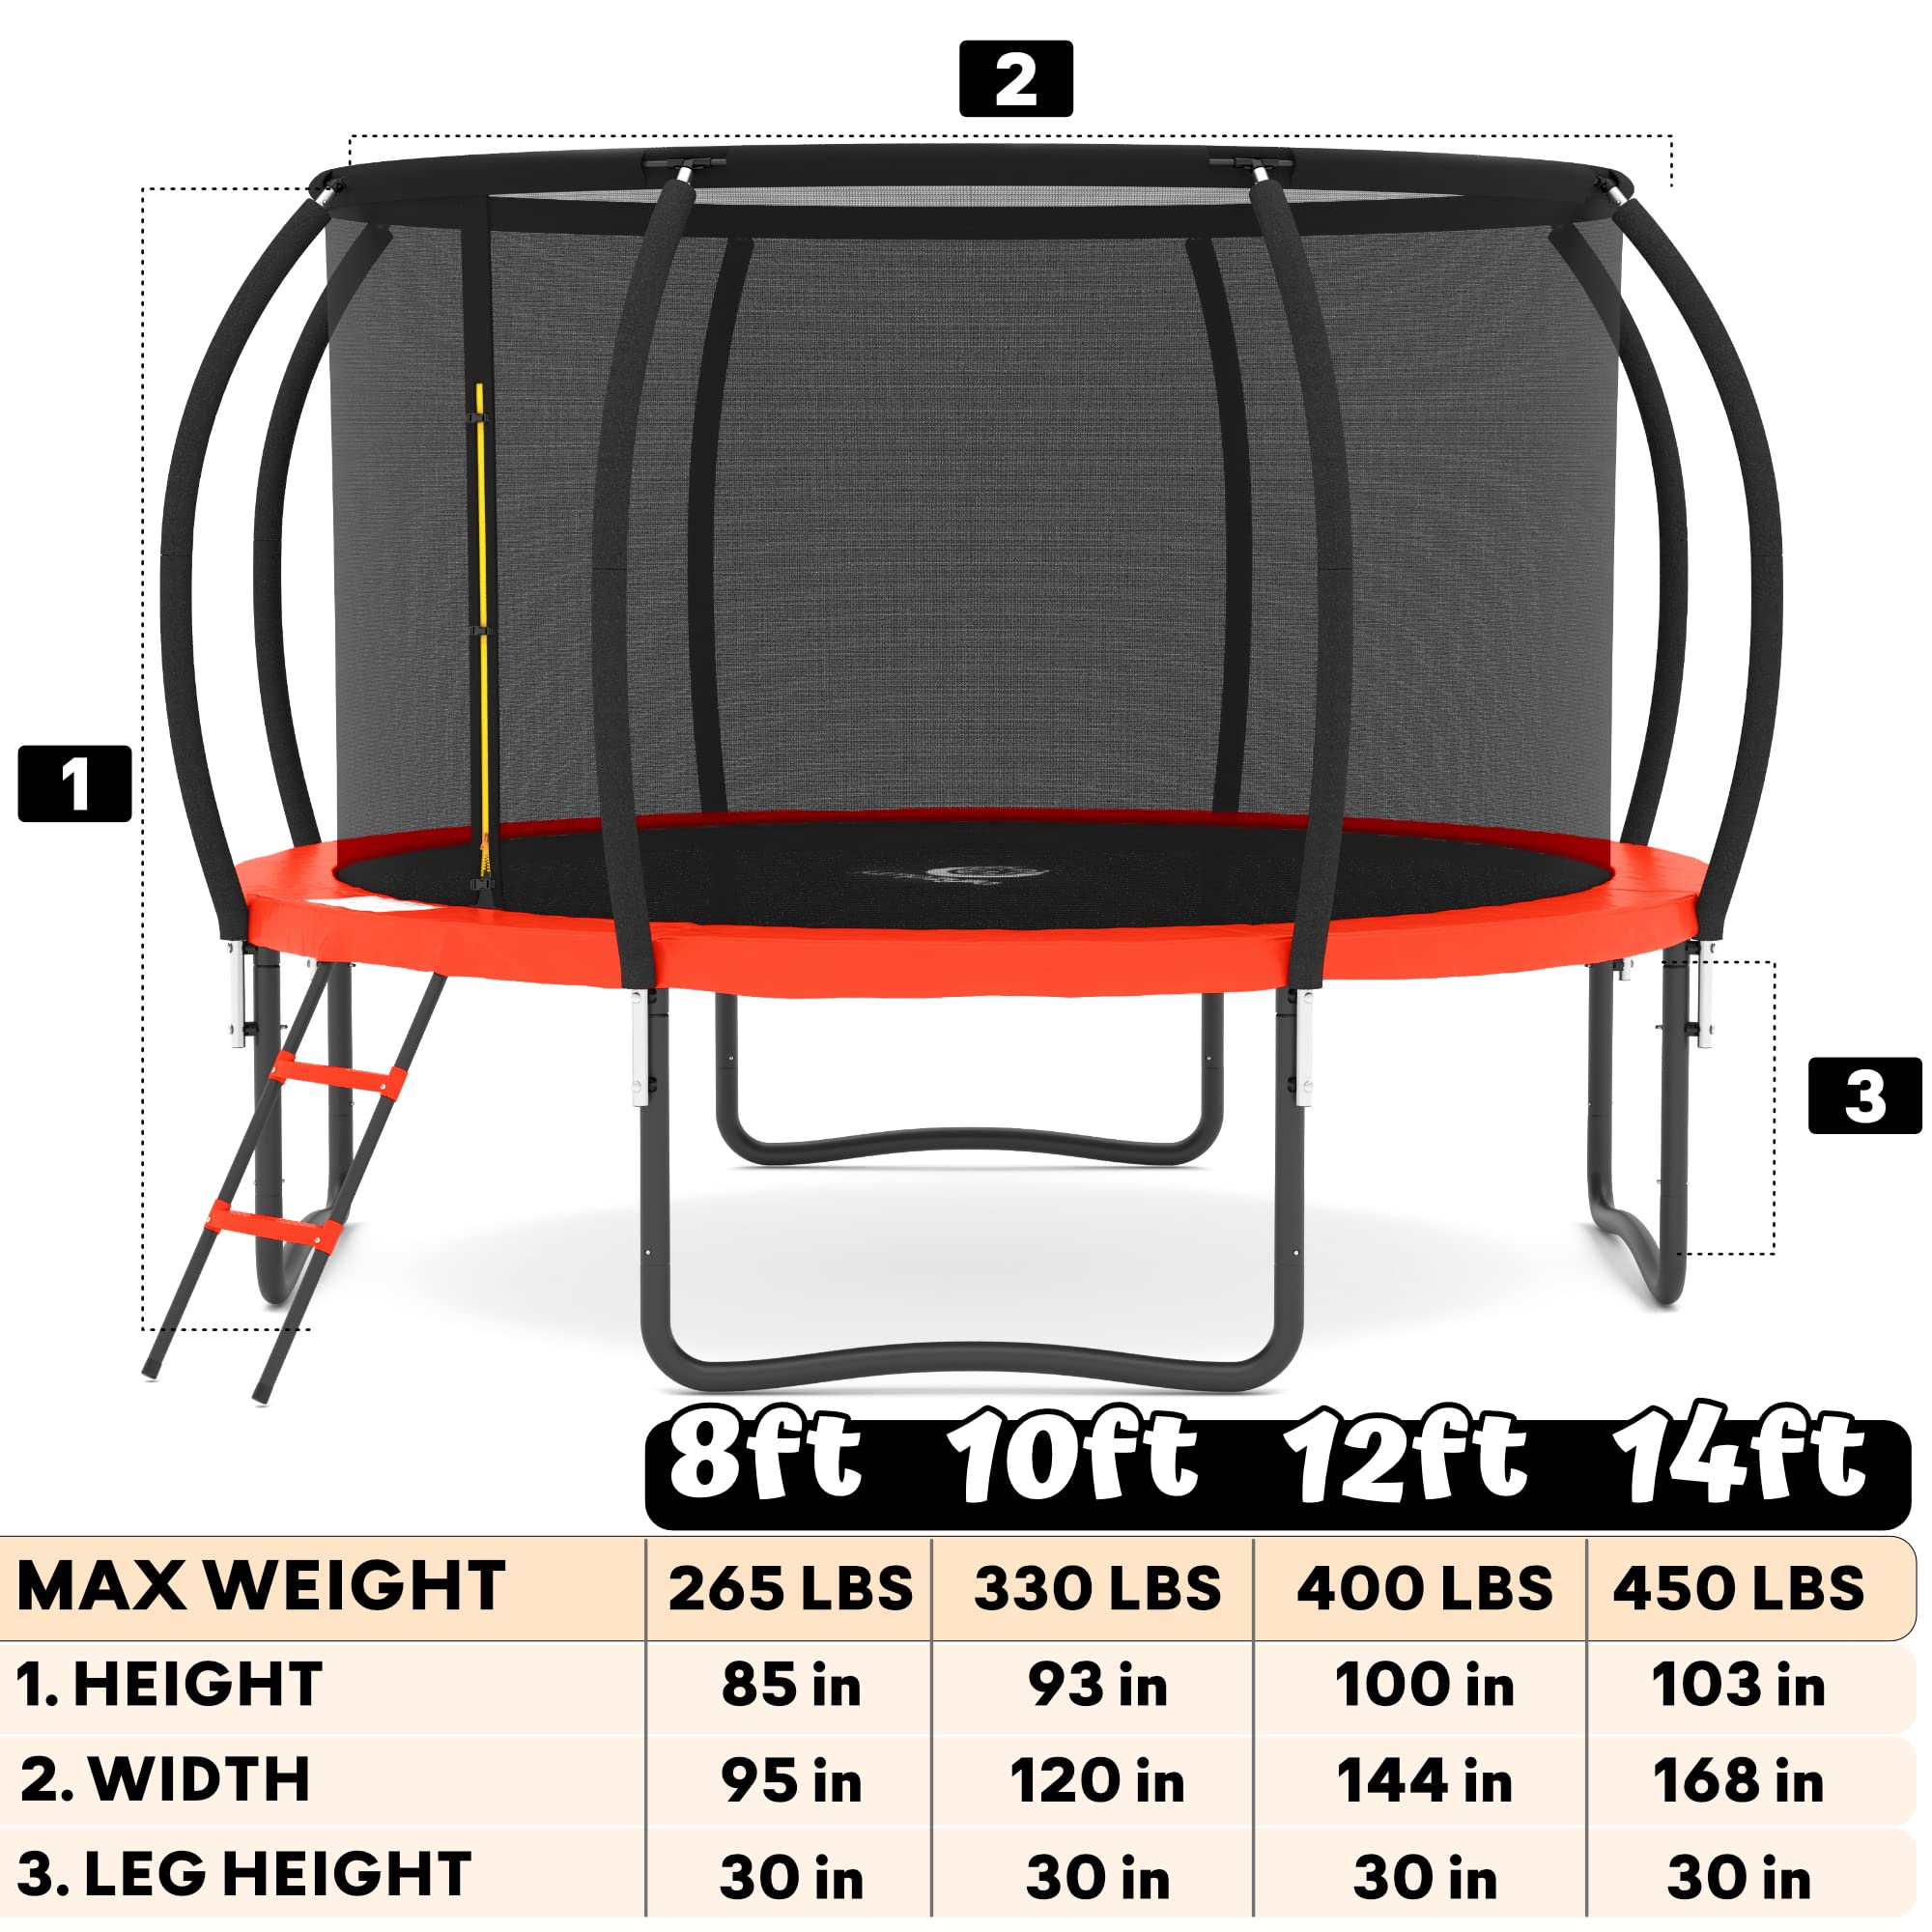 2
1
3
8ft 10ft 12ft 14ft
MAX WEIGHT 265 LBS 330 LBS 400 LBS 450 LBS
1. HEIGHT 85 in 93 in 100 in 103 in
2. WIDTH 95 in 120 in 144 in 168 in
3. LEG HEIGHT 30 in 30 in 30 in 30 in